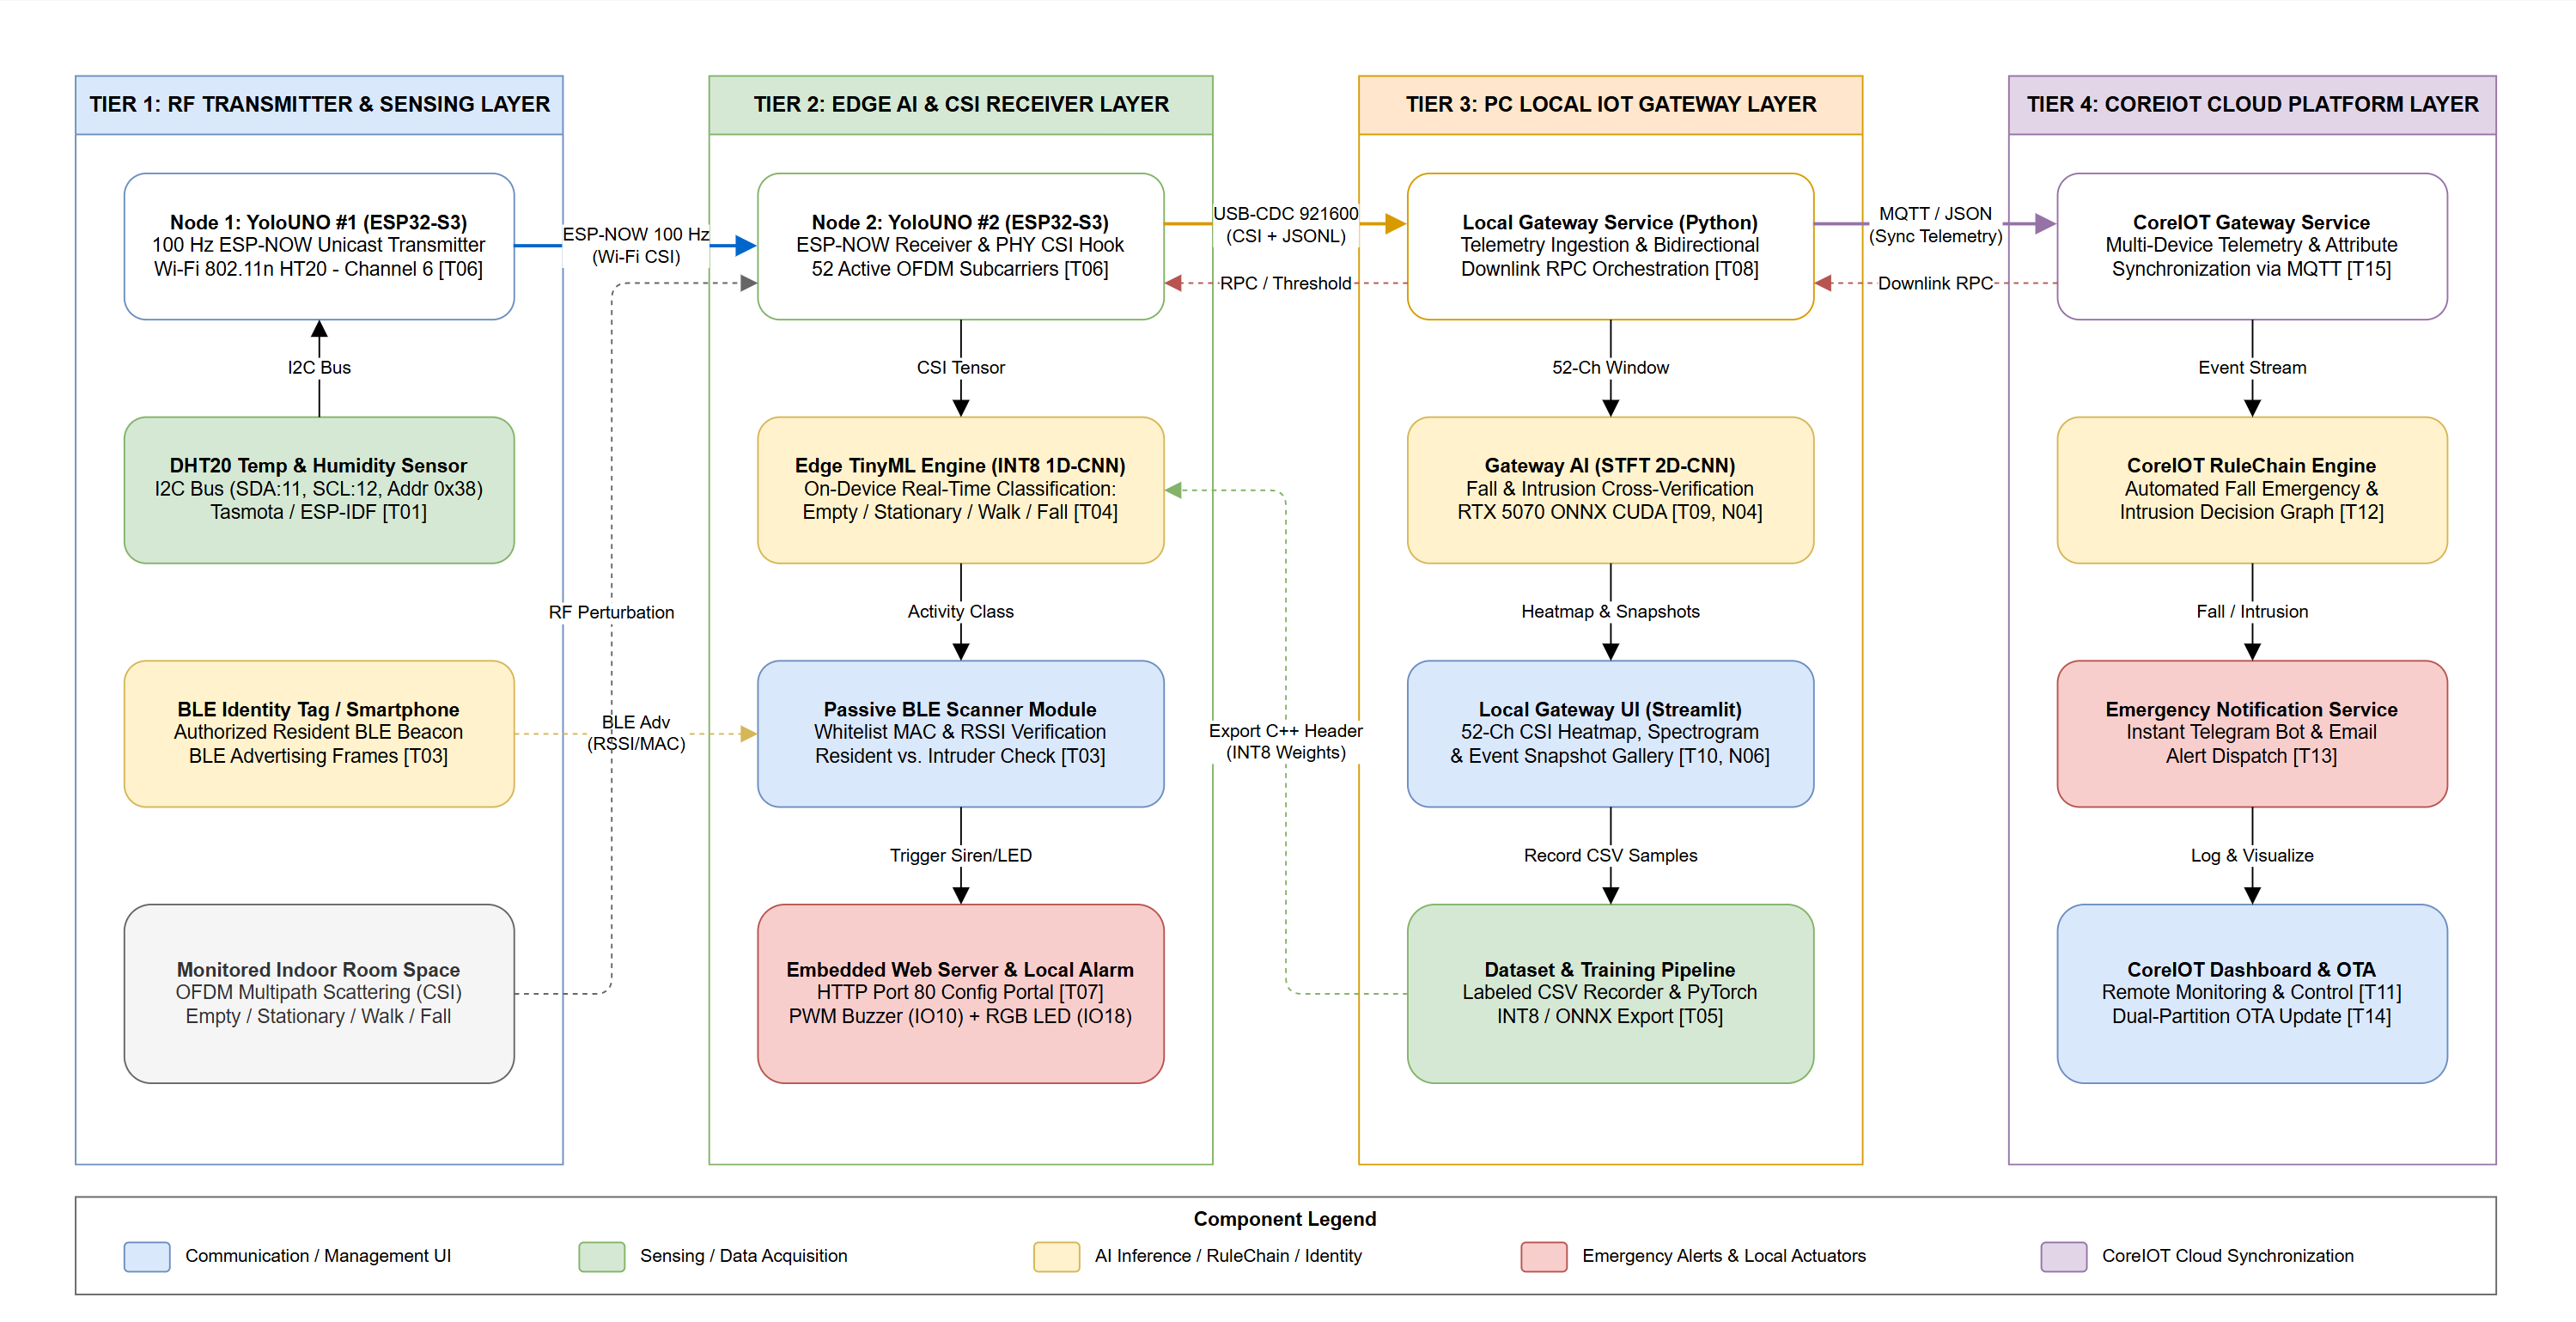 TIER 1: RF TRANSMITTER & SENSING LAYER
Node 1: YoloUNO #1 (ESP32-S3)
100 Hz ESP-NOW Unicast Transmitter
Wi-Fi 802.11n HT20 - Channel 6 [T06]
I2C Bus
DHT20 Temp & Humidity Sensor
I2C Bus (SDA:11, SCL:12, Addr 0x38)
Tasmota / ESP-IDF [T01]
BLE Identity Tag / Smartphone
Authorized Resident BLE Beacon
BLE Advertising Frames [T03]
Monitored Indoor Room Space
OFDM Multipath Scattering (CSI)
Empty / Stationary / Walk / Fall
ESP-NOW 100 Hz
(Wi-Fi CSI)
RF Perturbation
BLE Adv
(RSSI/MAC)
TIER 2: EDGE AI & CSI RECEIVER LAYER
Node 2: YoloUNO #2 (ESP32-S3)
ESP-NOW Receiver & PHY CSI Hook
52 Active OFDM Subcarriers [T06]
CSI Tensor
Edge TinyML Engine (INT8 1D-CNN)
On-Device Real-Time Classification:
Empty / Stationary / Walk / Fall [T04]
Activity Class
Passive BLE Scanner Module
Whitelist MAC & RSSI Verification
Resident vs. Intruder Check [T03]
Trigger Siren/LED
Embedded Web Server & Local Alarm
HTTP Port 80 Config Portal [T07]
PWM Buzzer (IO10) + RGB LED (IO18)
USB-CDC 921600
(CSI + JSONL)
RPC / Threshold
Export C++ Header
(INT8 Weights)
TIER 3: PC LOCAL IOT GATEWAY LAYER
Local Gateway Service (Python)
Telemetry Ingestion & Bidirectional
Downlink RPC Orchestration [T08]
52-Ch Window
Gateway AI (STFT 2D-CNN)
Fall & Intrusion Cross-Verification
RTX 5070 ONNX CUDA [T09, N04]
Heatmap & Snapshots
Local Gateway UI (Streamlit)
52-Ch CSI Heatmap, Spectrogram
& Event Snapshot Gallery [T10, N06]
Record CSV Samples
Dataset & Training Pipeline
Labeled CSV Recorder & PyTorch
INT8 / ONNX Export [T05]
MQTT / JSON
(Sync Telemetry)
Downlink RPC
TIER 4: COREIOT CLOUD PLATFORM LAYER
CoreIOT Gateway Service
Multi-Device Telemetry & Attribute
Synchronization via MQTT [T15]
Event Stream
CoreIOT RuleChain Engine
Automated Fall Emergency &
Intrusion Decision Graph [T12]
Fall / Intrusion
Emergency Notification Service
Instant Telegram Bot & Email
Alert Dispatch [T13]
Log & Visualize
CoreIOT Dashboard & OTA
Remote Monitoring & Control [T11]
Dual-Partition OTA Update [T14]
Component Legend
Communication / Management UI
Sensing / Data Acquisition
AI Inference / RuleChain / Identity
Emergency Alerts & Local Actuators
CoreIOT Cloud Synchronization